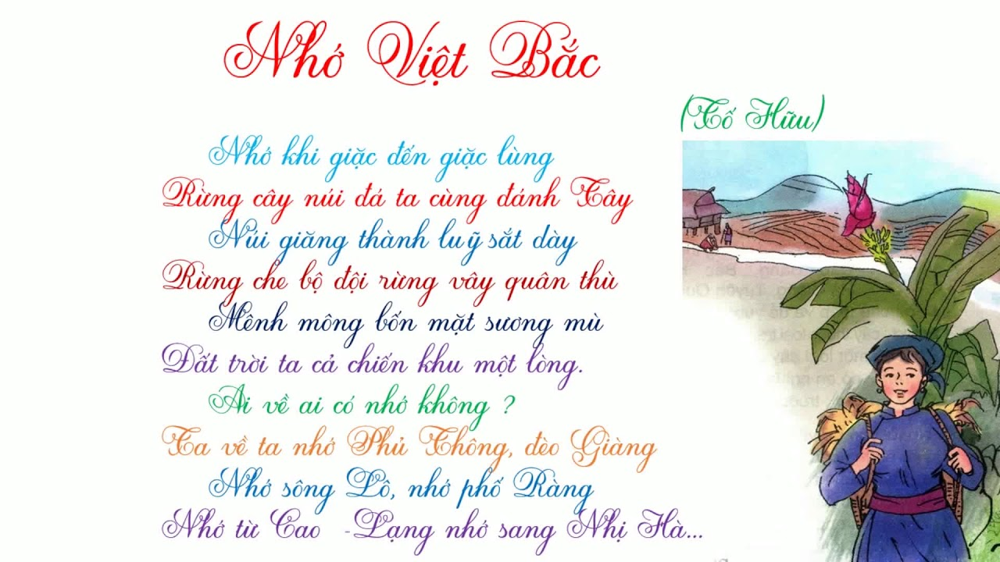 Nhớ Việt Bắc
(Tố Hữu)
Nhớ khi giặc đến giặc lùng
Rừng cây núi đá ta cùng đánh Tây
Núi giăng thành luỹ sắt dày
Rừng che bộ đội rừng vây quân thù
Mênh mông bốn mặt sương mù
Đất trời ta cả chiến khu một lòng.
Ai về ai có nhớ không ?
Ta về ta nhớ Phủ Thông, đèo Giàng
Nhớ sông Lô, nhớ phố Ràng
Nhớ từ Cao -Lạng nhớ sang Nhị Hà...